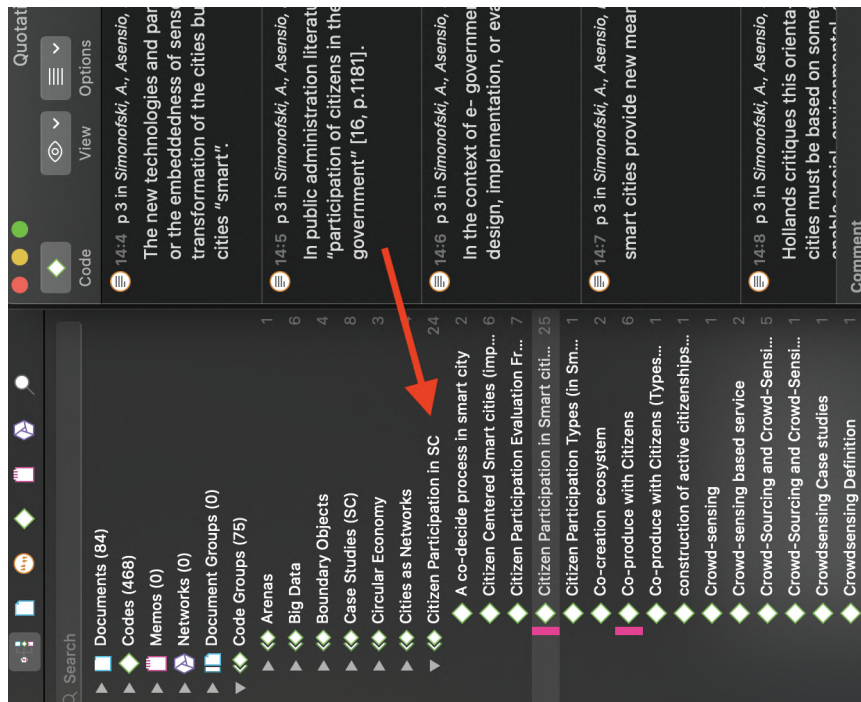 Search
Documents (84)
Codes (468)
Memos (0)
Networks (0)
Document Groups (0)
Code Groups (75)
Arenas 1
Big Data 6
Boundary Objects 4
Case Studies (SC) 8
Circular Economy 3
Cities as Networks
Citizen Participation in SC 24
A co-decide process in smart city 2
Citizen Centered Smart cities (imp... 6
Citizen Participation Evaluation Fr... 7
Citizen Participation in Smart citi... 25
Citizen Participation Types (in Sm... 1
Co-creation ecosystem 2
Co-produce with Citizens 6
Co-produce with Citizens (Types... 1
construction of active citizenships... 1
Crowd-sensing 1
Crowd-sensing based service 2
Crowd-Sourcing and Crowd-Sensi... 5
Crowd-Sourcing and Crowd-Sensi... 1
Crowdsensing Case studies 1
Crowdsensing Definition 1
Quotati
Code View Options
14:4 p 3 in Simonofski, A., Asensio,
The new technologies and par
or the embeddedness of sens
transformation of the cities bu
cities “smart”.
14:5 p 3 in Simonofski, A., Asensio,
In public administration literatu
“participation of citizens in the
government” [16, p.1181].
14:6 p 3 in Simonofski, A., Asensio,
In the context of e- governmer
design, implementation, or eva
14:7 p 3 in Simonofski, A., Asensio,
smart cities provide new mear
14:8 p 3 in Simonofski, A., Asensio,
Hollands critiques this orienta-
cities must be based on somet
enable social, environmental,
Comment